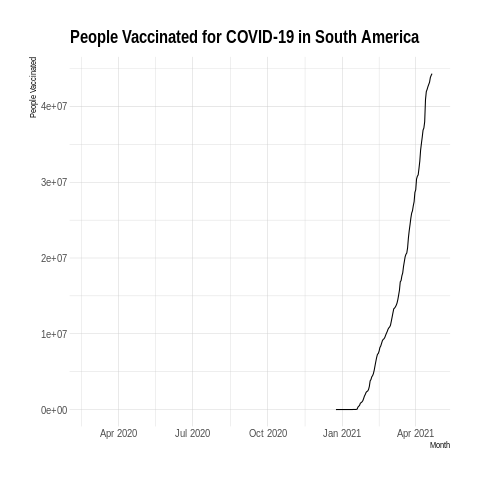 People Vaccinated for COVID-19 in South America
People Vaccinated
4e+07
3e+07
2e+07
1e+07
0e+00
Apr 2020 Jul 2020 Oct 2020 Jan 2021 Apr 2021
Month